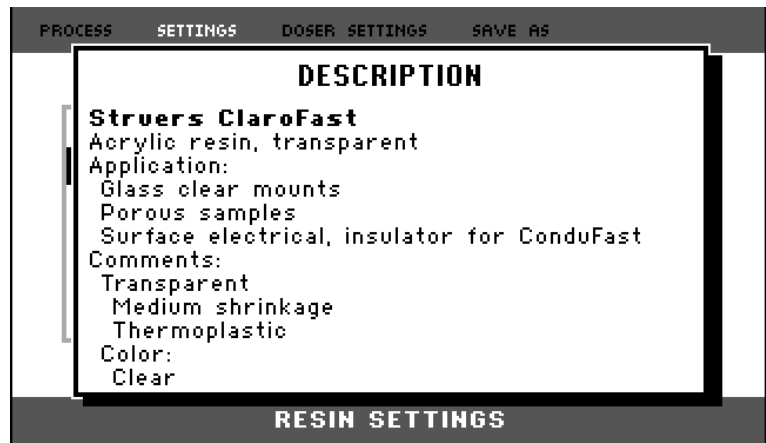 PROCESS SETTINGS DOSER SETTINGS SAVE AS
DESCRIPTION
Struers ClaroFast
Acrylic resin, transparent
Application:
Glass clear mounts
Porous samples
Surface electrical, insulator for ConduFast
Comments:
Transparent
Medium shrinkage
Thermoplastic
Color:
Clear
RESIN SETTINGS